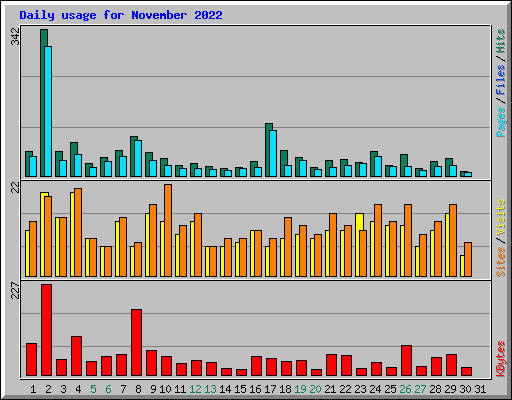 Daily usage for November 2022
342
Pages / Files / Hits
22
Sites / Visits
227
KBytes
1 2 3 4 5 6 7 8 9 10 11 12 13 14 15 16 17 18 19 20 21 22 23 24 25 26 27 28 29 30 31